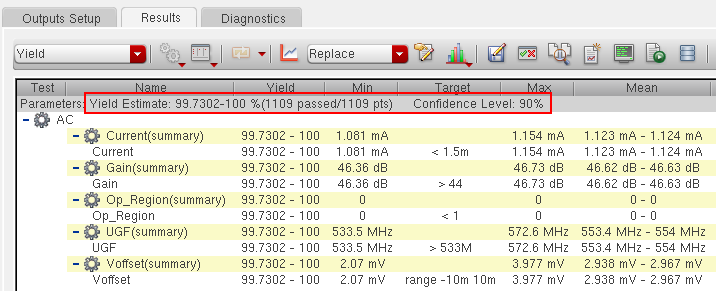 Outputs Setup Results Diagnostics
Yield Replace
Test Name Yield Min Target Max Mean
Parameters: Yield Estimate: 99.7302-100 %(1109 passed/1109 pts) Confidence Level: 90%
AC
Current(summary) 99.7302 - 100 1.081 mA 1.154 mA 1.123 mA - 1.124 mA
Current 99.7302 - 100 1.081 mA < 1.5m 1.154 mA 1.123 mA - 1.124 mA
Gain(summary) 99.7302 - 100 46.36 dB 46.73 dB 46.62 dB - 46.63 dB
Gain 99.7302 - 100 46.36 dB > 44 46.73 dB 46.62 dB - 46.63 dB
Op_Region(summary) 99.7302 - 100 0 0 0 - 0
Op_Region 99.7302 - 100 0 < 1 0 0 - 0
UGF(summary) 99.7302 - 100 533.5 MHz 572.6 MHz 553.4 MHz - 554 MHz
UGF 99.7302 - 100 533.5 MHz > 533M 572.6 MHz 553.4 MHz - 554 MHz
Voffset(summary) 99.7302 - 100 2.07 mV 3.977 mV 2.938 mV - 2.967 mV
Voffset 99.7302 - 100 2.07 mV range -10m 10m 3.977 mV 2.938 mV - 2.967 mV